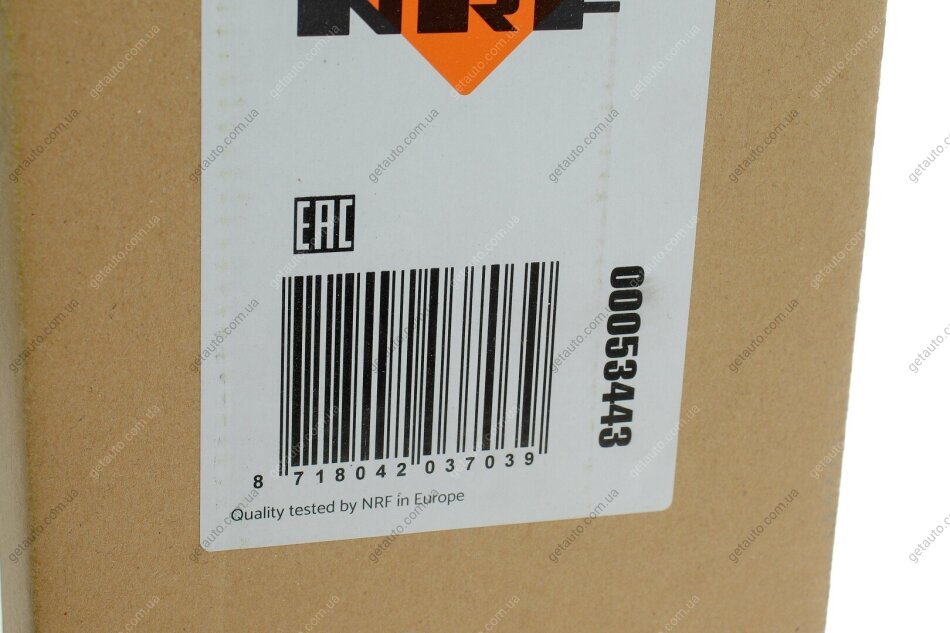 NRF
EAC
00053443
8 718042 037039
Quality tested by NRF in Europe
getauto.com.ua